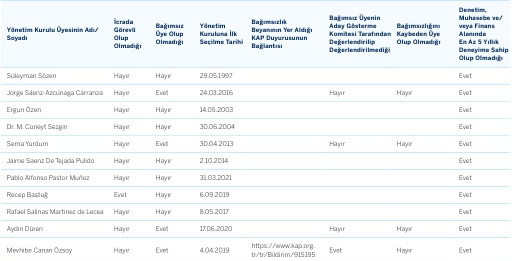 Yönetim Kurulu Üyesinin Adı/Soyadı | İcrada Görevli Olup Olmadığı | Bağımsız Üye Olup Olmadığı | Yönetim Kuruluna İlk Seçilme Tarihi | Bağımsızlık Beyanının Yer Aldığı KAP Duyurusunun Bağlantısı | Bağımsız Üyenin Aday Gösterme Komitesi Tarafından Değerlendirilip Değerlendirilmediği | Bağımsızlığını Kaybeden Üye Olup Olmadığı | Denetim, Muhasebe ve/veya Finans Alanında En Az 5 Yıllık Deneyime Sahip Olup Olmadığı
Süleyman Sözen Hayır Hayır 29.05.1997 Evet
Jorge Sáenz-Azcúnaga Carranza Hayır Evet 24.03.2016 Hayır Hayır Evet
Ergun Özen Hayır Hayır 14.05.2003 Evet
Dr. M. Cüneyt Sezgin Hayır Hayır 30.06.2004 Evet
Sema Yurdum Hayır Evet 30.04.2013 Hayır Hayır Evet
Jaime Saenz De Tejada Pulido Hayır Hayır 2.10.2014 Evet
Pablo Alfonso Pastor Muñoz Hayır Hayır 31.03.2021 Evet
Recep Baştuğ Evet Hayır 6.09.2019 Evet
Rafael Salinas Martinez de Lecea Hayır Hayır 8.05.2017 Evet
Aydın Düren Hayır Evet 17.06.2020 Hayır Hayır Evet
Mevhibe Canan Özsoy Hayır Evet 4.04.2019 https://www.kap.org.tr/tr/Bildirim/915195 Evet Hayır Evet